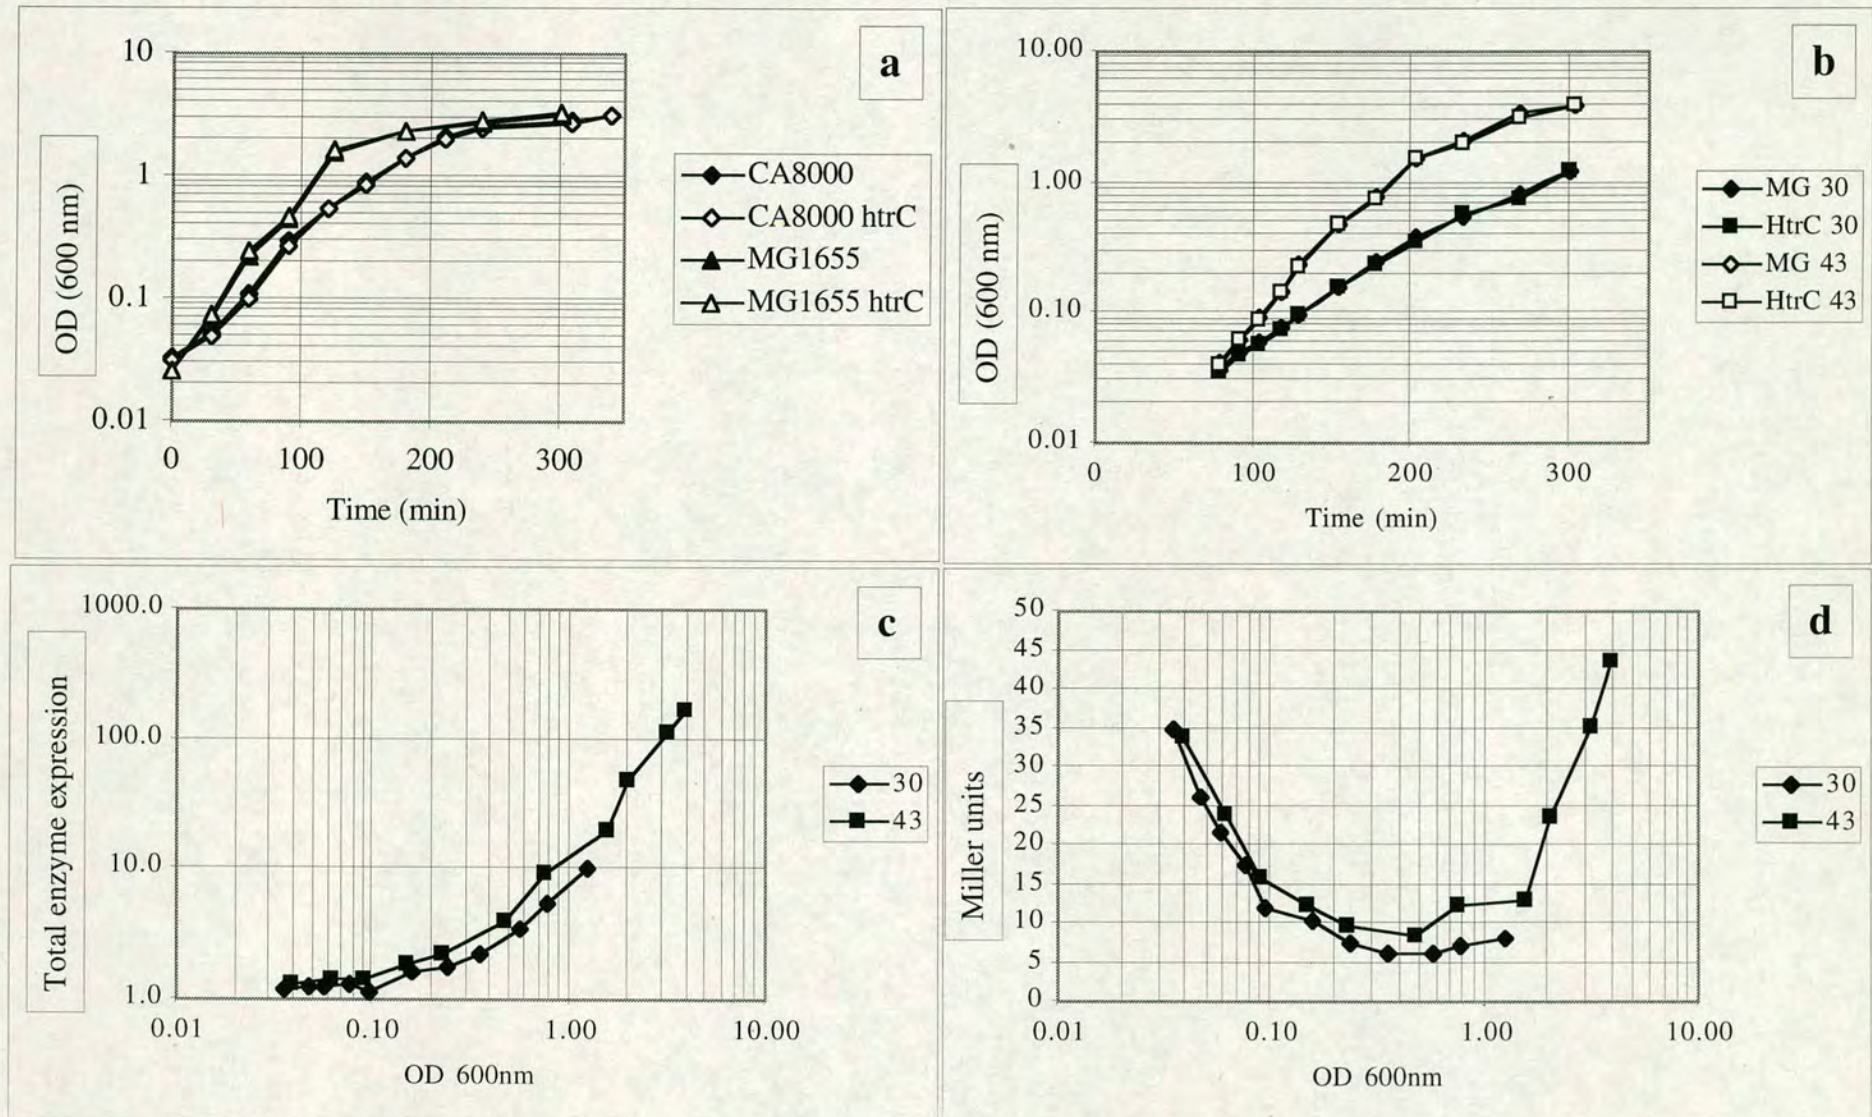 a
10
1
0.1
0.01
OD (600 nm)
0 100 200 300
Time (min)
CA8000
CA8000 htrC
MG1655
MG1655 htrC
b
10.00
1.00
0.10
0.01
OD (600 nm)
0 100 200 300
Time (min)
MG 30
HtrC 30
MG 43
HtrC 43
c
1000.0
100.0
10.0
1.0
Total enzyme expression
0.01 0.10 1.00 10.00
OD 600nm
30
43
d
50
45
40
35
30
25
20
15
10
5
0
Miller units
0.01 0.10 1.00 10.00
OD 600nm
30
43